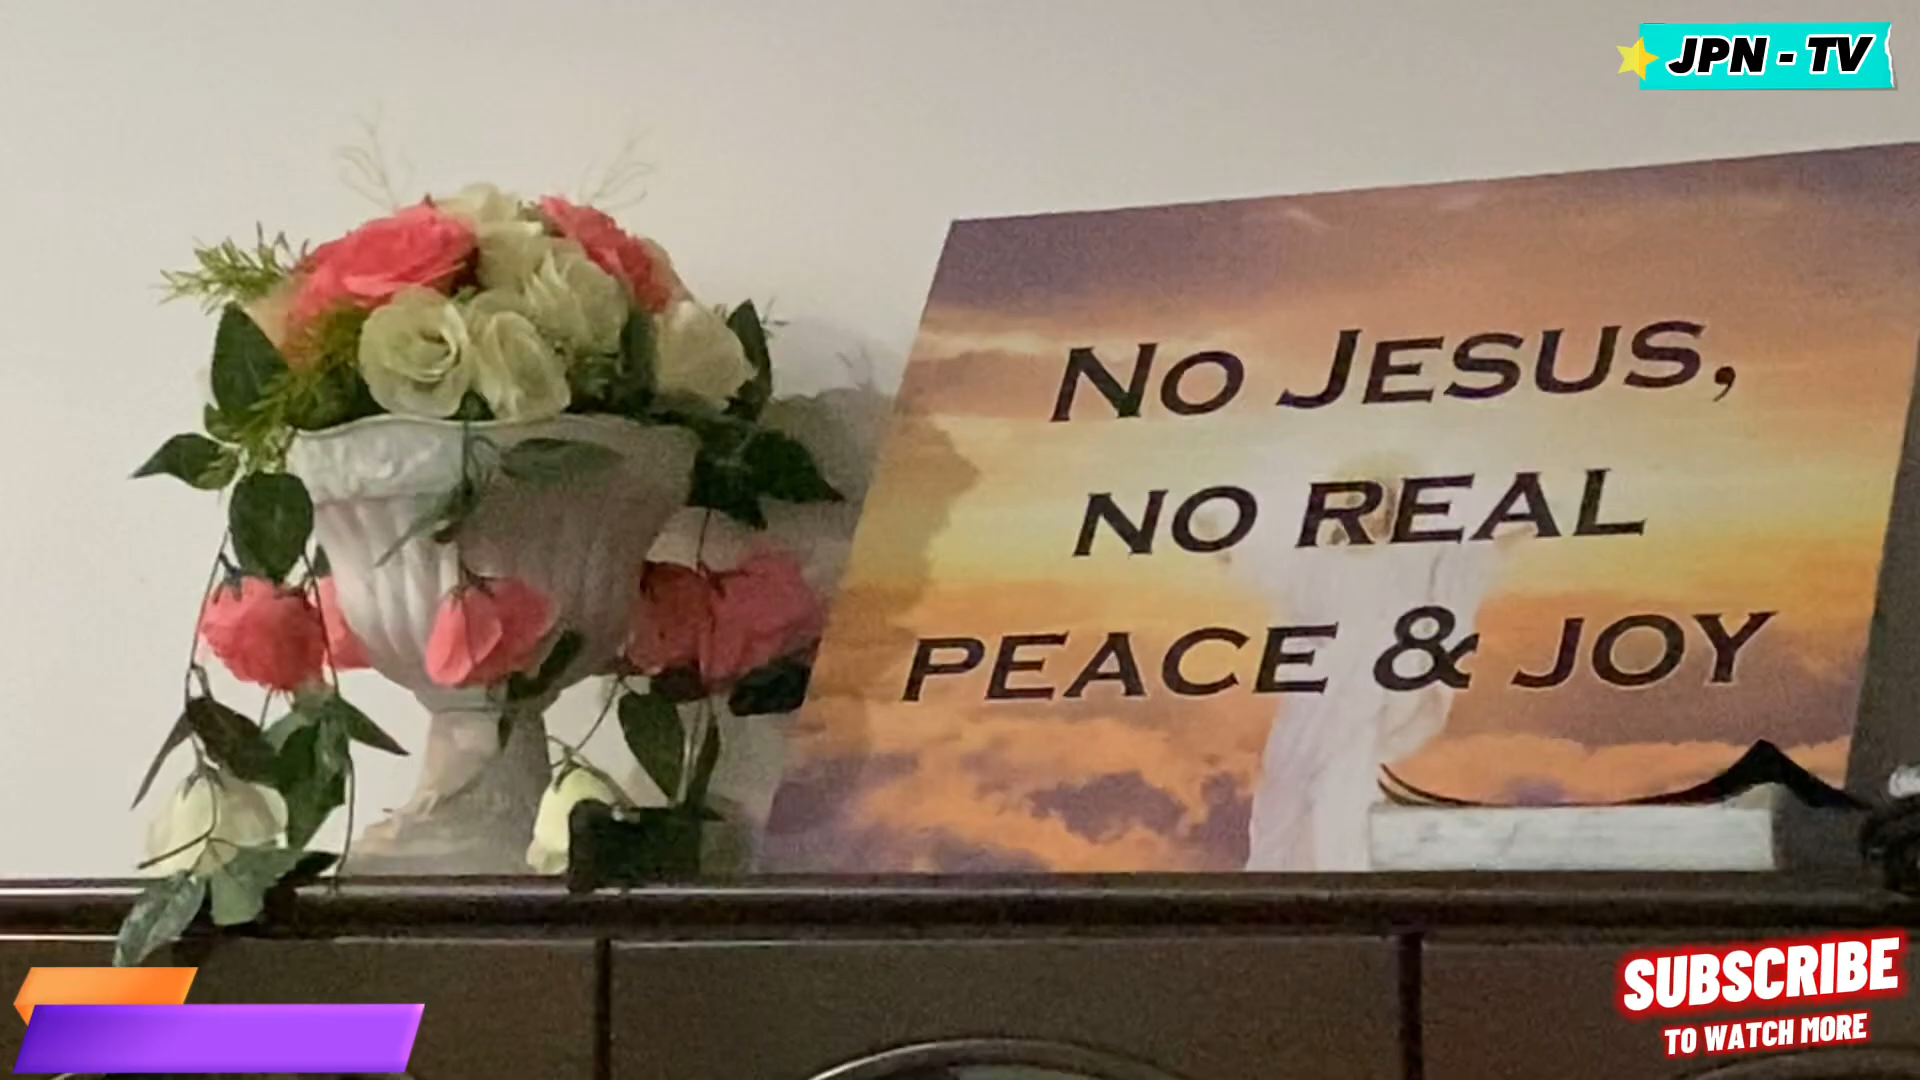 JPN - TV
NO JESUS,
NO REAL
PEACE & JOY
SUBSCRIBE
TO WATCH MORE